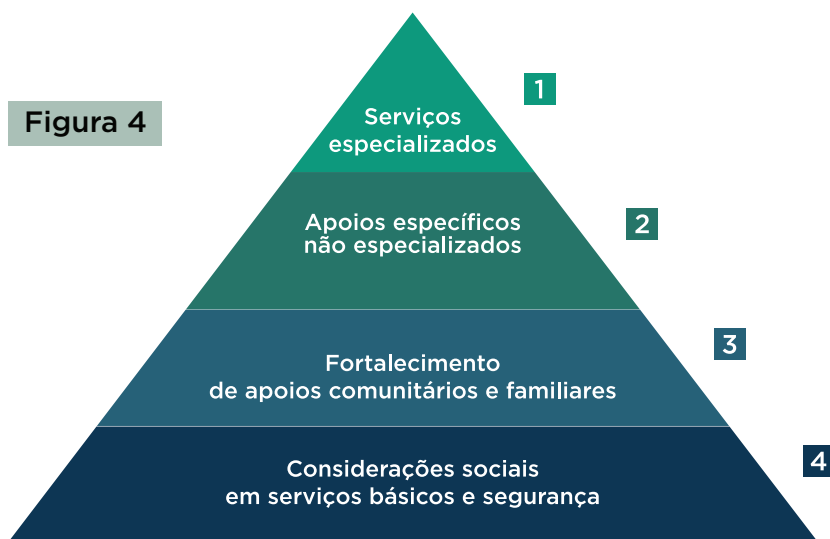 Figura 4
1
Serviços
especializados
2
Apoios específicos
não especializados
3
Fortalecimento
de apoios comunitários e familiares
4
Considerações sociais
em serviços básicos e segurança